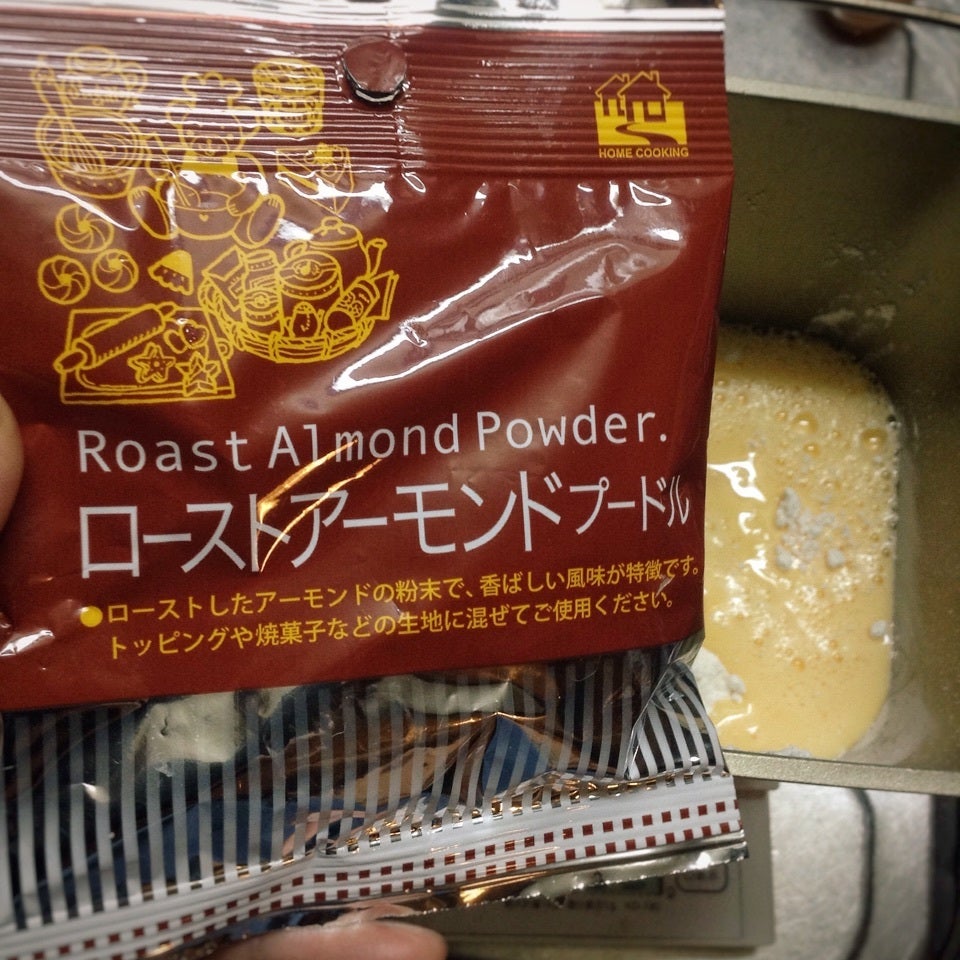 HOME COOKING
Roast Almond Powder.
ローストアーモンドプードル
●ローストしたアーモンドの粉末で、香ばしい風味が特徴です。
トッピングや焼菓子などの生地に混ぜてご使用ください。